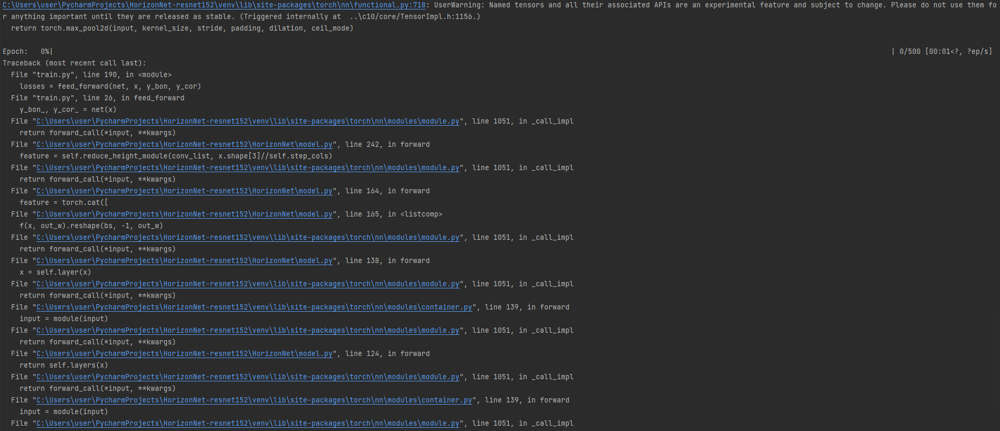 C:\Users\user\PycharmProjects\HorizonNet-resnet152\venv\lib\site-packages\torch\nn\functional.py:718: UserWarning: Named tensors and all their associated APIs are an experimental feature and subject to change. Please do not use them fo
r anything important until they are released as stable. (Triggered internally at  ..\c10/core/TensorImpl.h:1156.)
  return torch.max_pool2d(input, kernel_size, stride, padding, dilation, ceil_mode)
Epoch:   0%| | 0/500 [00:01<?, ?ep/s]
Traceback (most recent call last):
  File "train.py", line 190, in <module>
    losses = feed_forward(net, x, y_bon, y_cor)
  File "train.py", line 26, in feed_forward
    y_bon_, y_cor_ = net(x)
  File "C:\Users\user\PycharmProjects\HorizonNet-resnet152\venv\lib\site-packages\torch\nn\modules\module.py", line 1051, in _call_impl
    return forward_call(*input, **kwargs)
  File "C:\Users\user\PycharmProjects\HorizonNet-resnet152\HorizonNet\model.py", line 242, in forward
    feature = self.reduce_height_module(conv_list, x.shape[3]//self.step_cols)
  File "C:\Users\user\PycharmProjects\HorizonNet-resnet152\venv\lib\site-packages\torch\nn\modules\module.py", line 1051, in _call_impl
    return forward_call(*input, **kwargs)
  File "C:\Users\user\PycharmProjects\HorizonNet-resnet152\HorizonNet\model.py", line 164, in forward
    feature = torch.cat([
  File "C:\Users\user\PycharmProjects\HorizonNet-resnet152\HorizonNet\model.py", line 165, in <listcomp>
    f(x, out_w).reshape(bs, -1, out_w)
  File "C:\Users\user\PycharmProjects\HorizonNet-resnet152\venv\lib\site-packages\torch\nn\modules\module.py", line 1051, in _call_impl
    return forward_call(*input, **kwargs)
  File "C:\Users\user\PycharmProjects\HorizonNet-resnet152\HorizonNet\model.py", line 138, in forward
    x = self.layer(x)
  File "C:\Users\user\PycharmProjects\HorizonNet-resnet152\venv\lib\site-packages\torch\nn\modules\module.py", line 1051, in _call_impl
    return forward_call(*input, **kwargs)
  File "C:\Users\user\PycharmProjects\HorizonNet-resnet152\venv\lib\site-packages\torch\nn\modules\container.py", line 139, in forward
    input = module(input)
  File "C:\Users\user\PycharmProjects\HorizonNet-resnet152\venv\lib\site-packages\torch\nn\modules\module.py", line 1051, in _call_impl
    return forward_call(*input, **kwargs)
  File "C:\Users\user\PycharmProjects\HorizonNet-resnet152\HorizonNet\model.py", line 124, in forward
    return self.layers(x)
  File "C:\Users\user\PycharmProjects\HorizonNet-resnet152\venv\lib\site-packages\torch\nn\modules\module.py", line 1051, in _call_impl
    return forward_call(*input, **kwargs)
  File "C:\Users\user\PycharmProjects\HorizonNet-resnet152\venv\lib\site-packages\torch\nn\modules\container.py", line 139, in forward
    input = module(input)
  File "C:\Users\user\PycharmProjects\HorizonNet-resnet152\venv\lib\site-packages\torch\nn\modules\module.py", line 1051, in _call_impl